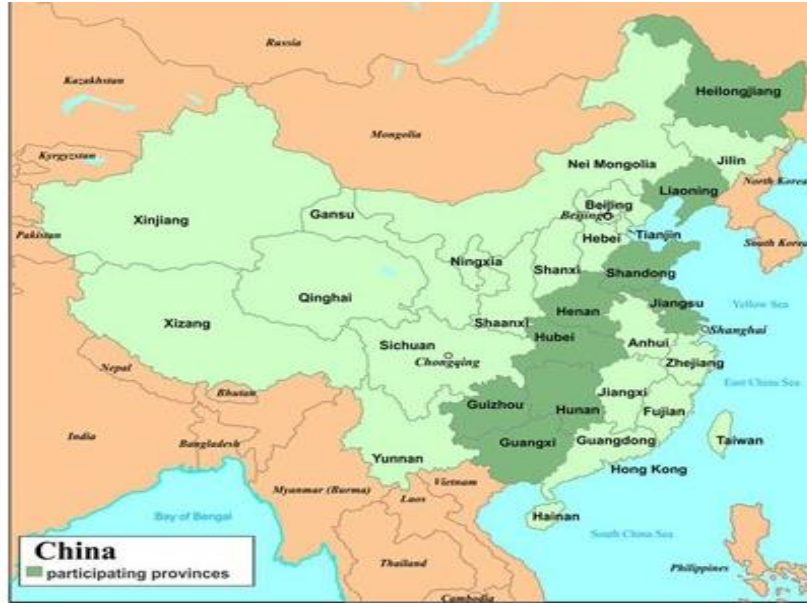 Russia
Kazakhstan
Heilongjiang
Mongolia
Kyrgyzstan
Nei Mongolia
Jilin
North Korea
Liaoning
Xinjiang
Gansu
Beijing
Beijing
Pakistan
Hebei
Tianjin
South Korea
Ningxia
Shanxi
Shandong
Qinghai
Henan
Jiangsu
Yellow Sea
Xizang
Shaanxi
Hubei
Shanghai
Sichuan
Anhui
Chongqing
Zhejiang
Nepal
East China Sea
Bhutan
Jiangxi
Guizhou
Hunan
Fujian
India
Bangladesh
Guangxi
Guangdong
Taiwan
Yunnan
Hong Kong
Myanmar (Burma)
Vietnam
Laos
Bay of Bengal
Hainan
South China Sea
China
participating provinces
Thailand
Philippines
Cambodia